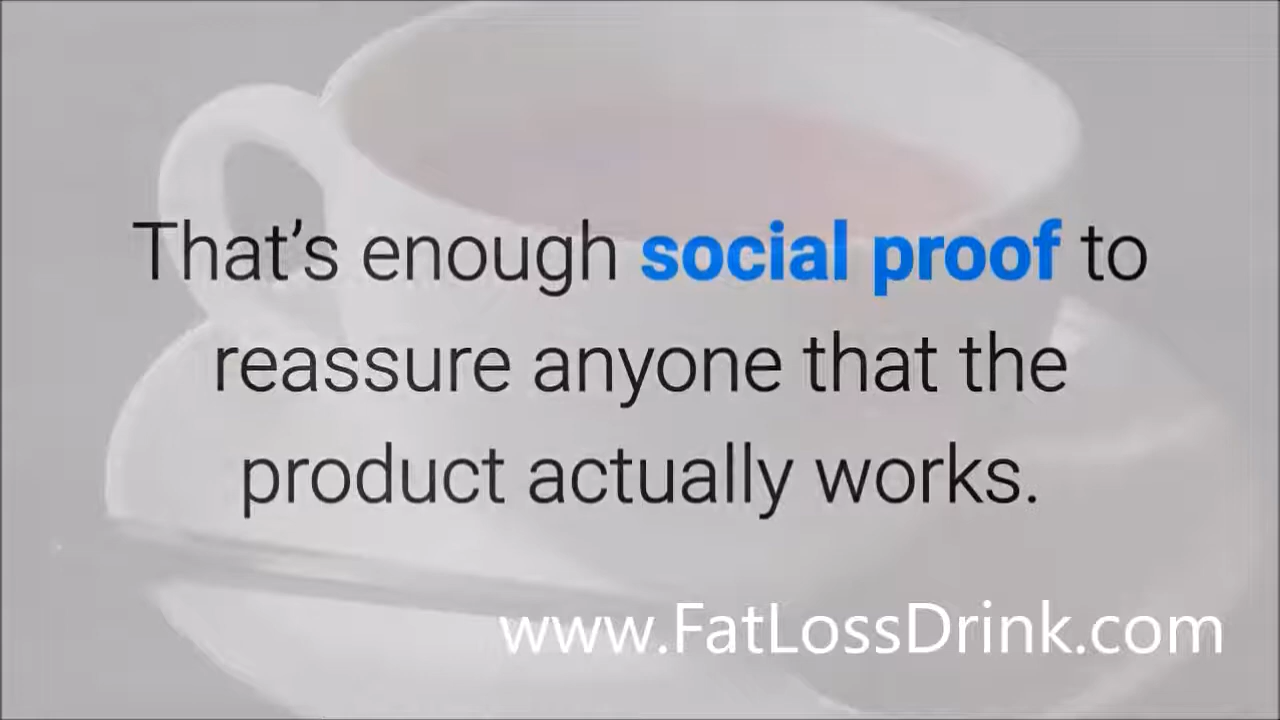 That’s enough social proof to
reassure anyone that the
product actually works.
www.FatLossDrink.com